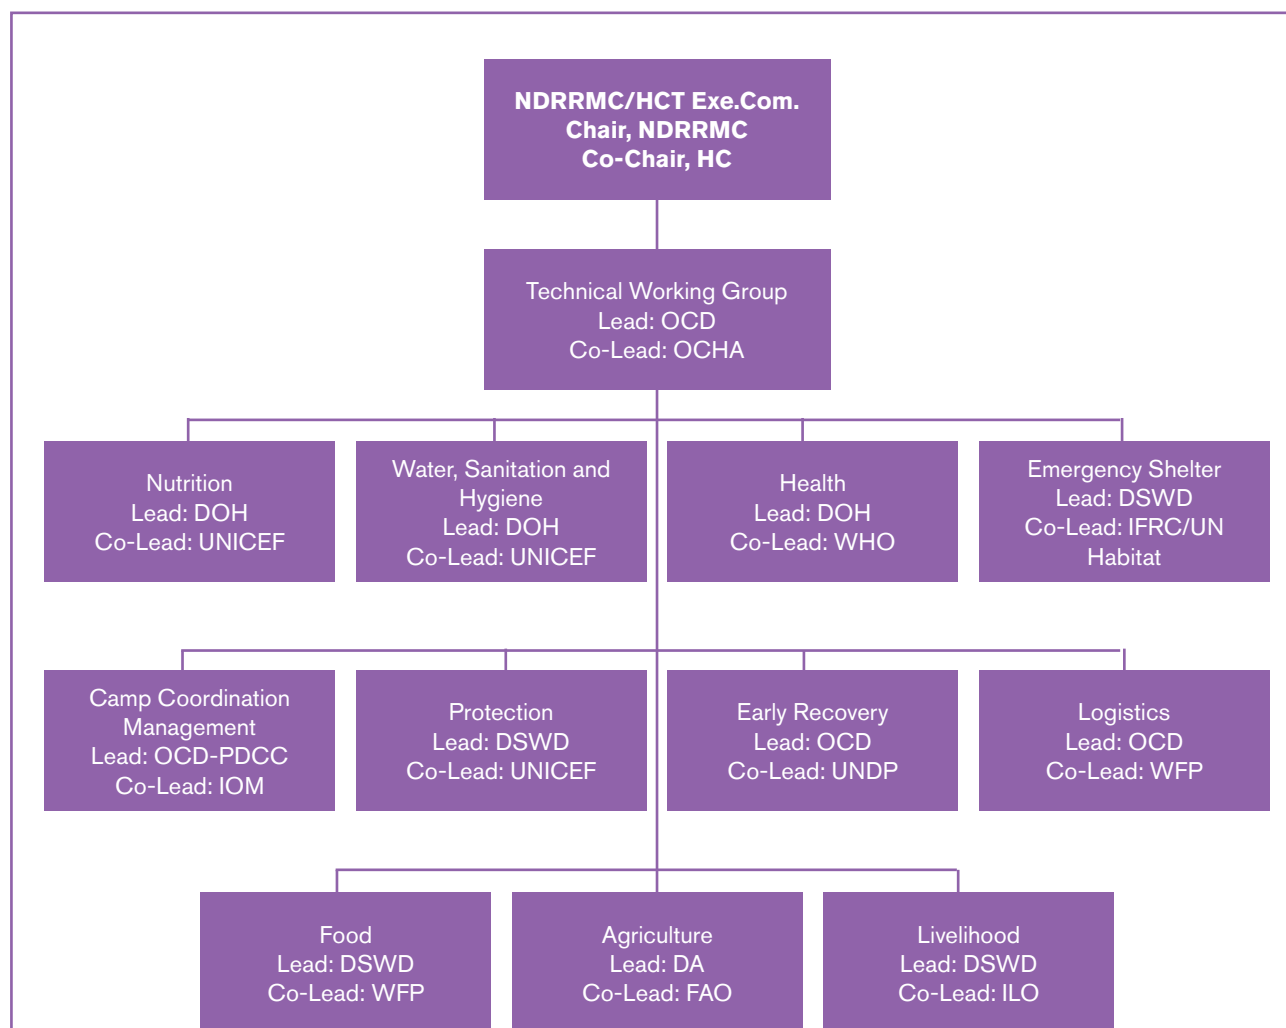 NDRRMC/HCT Exe.Com.
Chair, NDRRMC
Co-Chair, HC
Technical Working Group
Lead: OCD
Co-Lead: OCHA
Nutrition
Lead: DOH
Co-Lead: UNICEF
Water, Sanitation and
Hygiene
Lead: DOH
Co-Lead: UNICEF
Health
Lead: DOH
Co-Lead: WHO
Emergency Shelter
Lead: DSWD
Co-Lead: IFRC/UN
Habitat
Camp Coordination
Management
Lead: OCD-PDCC
Co-Lead: IOM
Protection
Lead: DSWD
Co-Lead: UNICEF
Early Recovery
Lead: OCD
Co-Lead: UNDP
Logistics
Lead: OCD
Co-Lead: WFP
Food
Lead: DSWD
Co-Lead: WFP
Agriculture
Lead: DA
Co-Lead: FAO
Livelihood
Lead: DSWD
Co-Lead: ILO